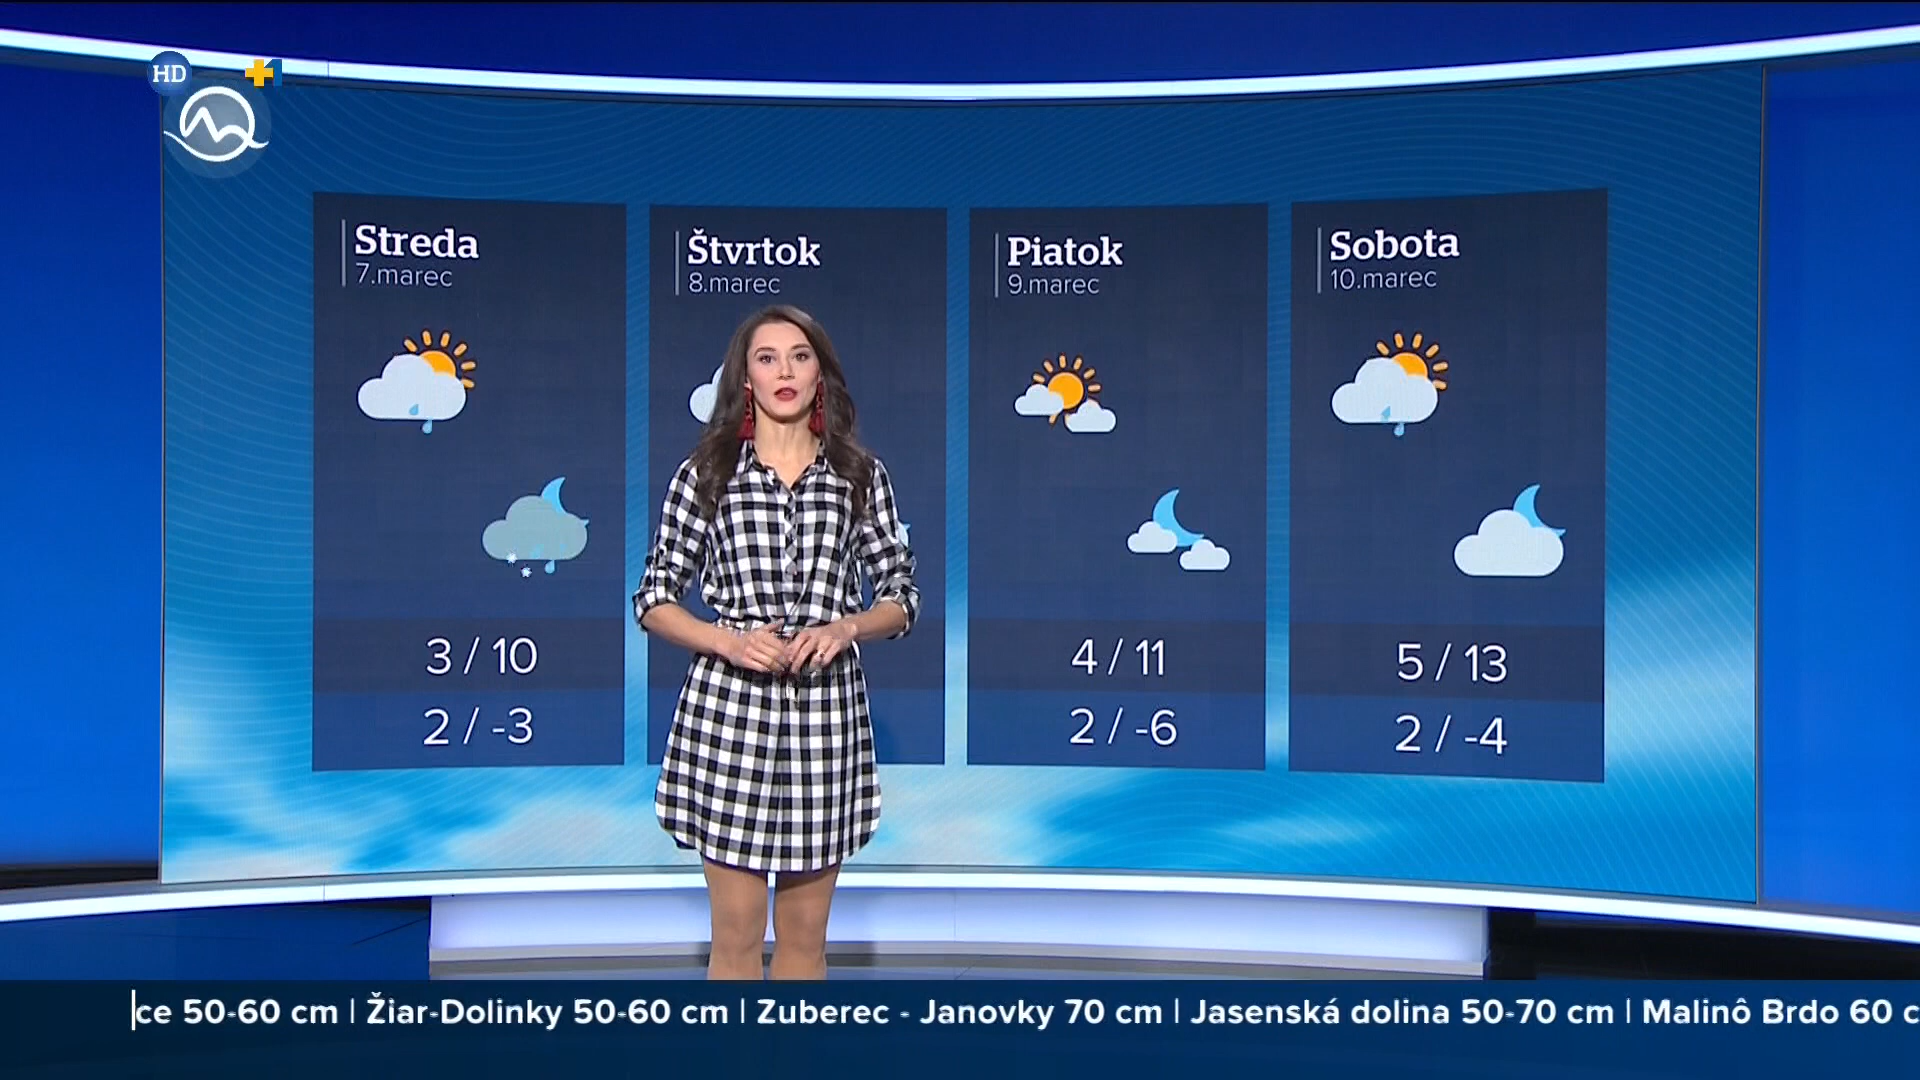 HD
Streda
7.marec
3 / 10
2 / -3
Štvrtok
8.marec
Piatok
9.marec
4 / 11
2 / -6
Sobota
10.marec
5 / 13
2 / -4
ce 50-60 cm | Žiar-Dolinky 50-60 cm | Zuberec - Janovky 70 cm | Jasenská dolina 50-70 cm | Malinô Brdo 60 c